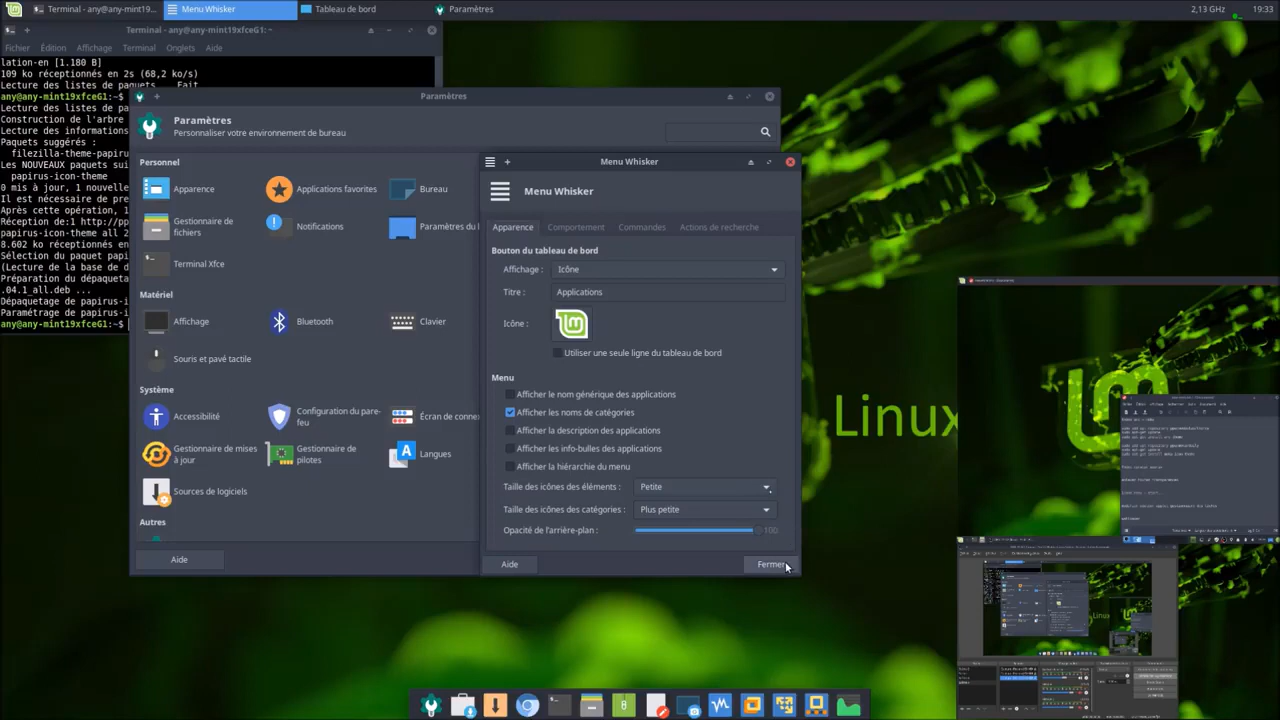 Terminal - any@any-mint19...
Menu Whisker
Tableau de bord
Paramètres
2,13 GHz
19:33
Terminal - any@any-mint19xfceG1: ~
Fichier Édition Affichage Terminal Onglets Aide
lation-en [1.180 B]
109 ko réceptionnés en 2s (68,2 ko/s)
Lecture des listes de paquets... Fait
any@any-mint19xfceG1:~$
Lecture des listes de pa
Construction de l'arbre
Lecture des informations
Paquets suggérés :
filezilla-theme-papirus
Les NOUVEAUX paquets sui
papirus-icon-theme
0 mis à jour, 1 nouvelle
Il est nécessaire de pre
Après cette opération, 1
Réception de:1 http://pp
papirus-icon-theme all 2
8.602 ko réceptionnés en
Sélection du paquet papi
(Lecture de la base de d
Préparation du dépaqueta
.04.1_all.deb ...
Dépaquetage de papirus-i
Paramétrage de papirus-i
any@any-mint19xfceG1:~$
Paramètres
Paramètres
Personnaliser votre environnement de bureau
Personnel
Apparence
Applications favorites
Bureau
Gestionnaire de
fichiers
Notifications
Paramètres du
Terminal Xfce
Matériel
Affichage
Bluetooth
Clavier
Souris et pavé tactile
Système
Accessibilité
Configuration du pare-
feu
Écran de conne
Gestionnaire de mises
à jour
Gestionnaire de
pilotes
Langues
Sources de logiciels
Autres
Aide
Menu Whisker
Menu Whisker
Apparence Comportement Commandes Actions de recherche
Bouton du tableau de bord
Affichage : Icône
Titre : Applications
Icône :
Utiliser une seule ligne du tableau de bord
Menu
Afficher le nom générique des applications
Afficher les noms de catégories
Afficher la description des applications
Afficher les info-bulles des applications
Afficher la hiérarchie du menu
Taille des icônes des éléments : Petite
Taille des icônes des catégories : Plus petite
Opacité de l'arrière-plan : 100
Aide
Fermer
Linux
Linux